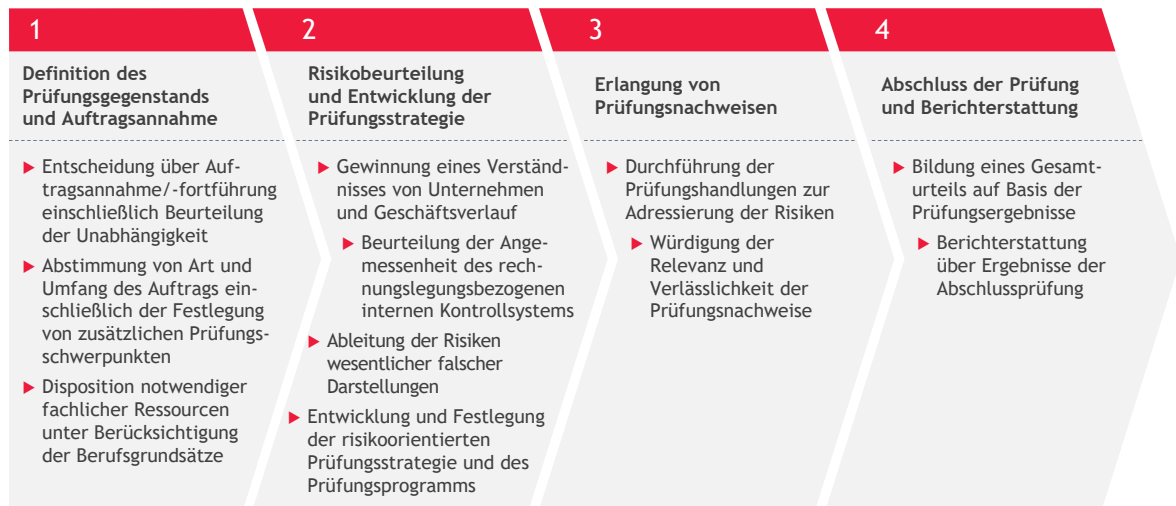 1
Definition des
Prüfungsgegenstands
und Auftragsannahme
Entscheidung über Auf-
tragsannahme/-fortführung
einschließlich Beurteilung
der Unabhängigkeit
Abstimmung von Art und
Umfang des Auftrags ein-
schließlich der Festlegung
von zusätzlichen Prüfungs-
schwerpunkten
Disposition notwendiger
fachlicher Ressourcen
unter Berücksichtigung
der Berufsgrundsätze
2
Risikobeurteilung
und Entwicklung der
Prüfungsstrategie
Gewinnung eines Verständ-
nisses von Unternehmen
und Geschäftsverlauf
Beurteilung der Ange-
messenheit des rech-
nungslegungsbezogenen
internen Kontrollsystems
Ableitung der Risiken
wesentlicher falscher
Darstellungen
Entwicklung und Festlegung
der risikoorientierten
Prüfungsstrategie und des
Prüfungsprogramms
3
Erlangung von
Prüfungsnachweisen
Durchführung der
Prüfungshandlungen zur
Adressierung der Risiken
Würdigung der
Relevanz und
Verlässlichkeit der
Prüfungsnachweise
4
Abschluss der Prüfung
und Berichterstattung
Bildung eines Gesamt-
urteils auf Basis der
Prüfungsergebnisse
Berichterstattung
über Ergebnisse der
Abschlussprüfung